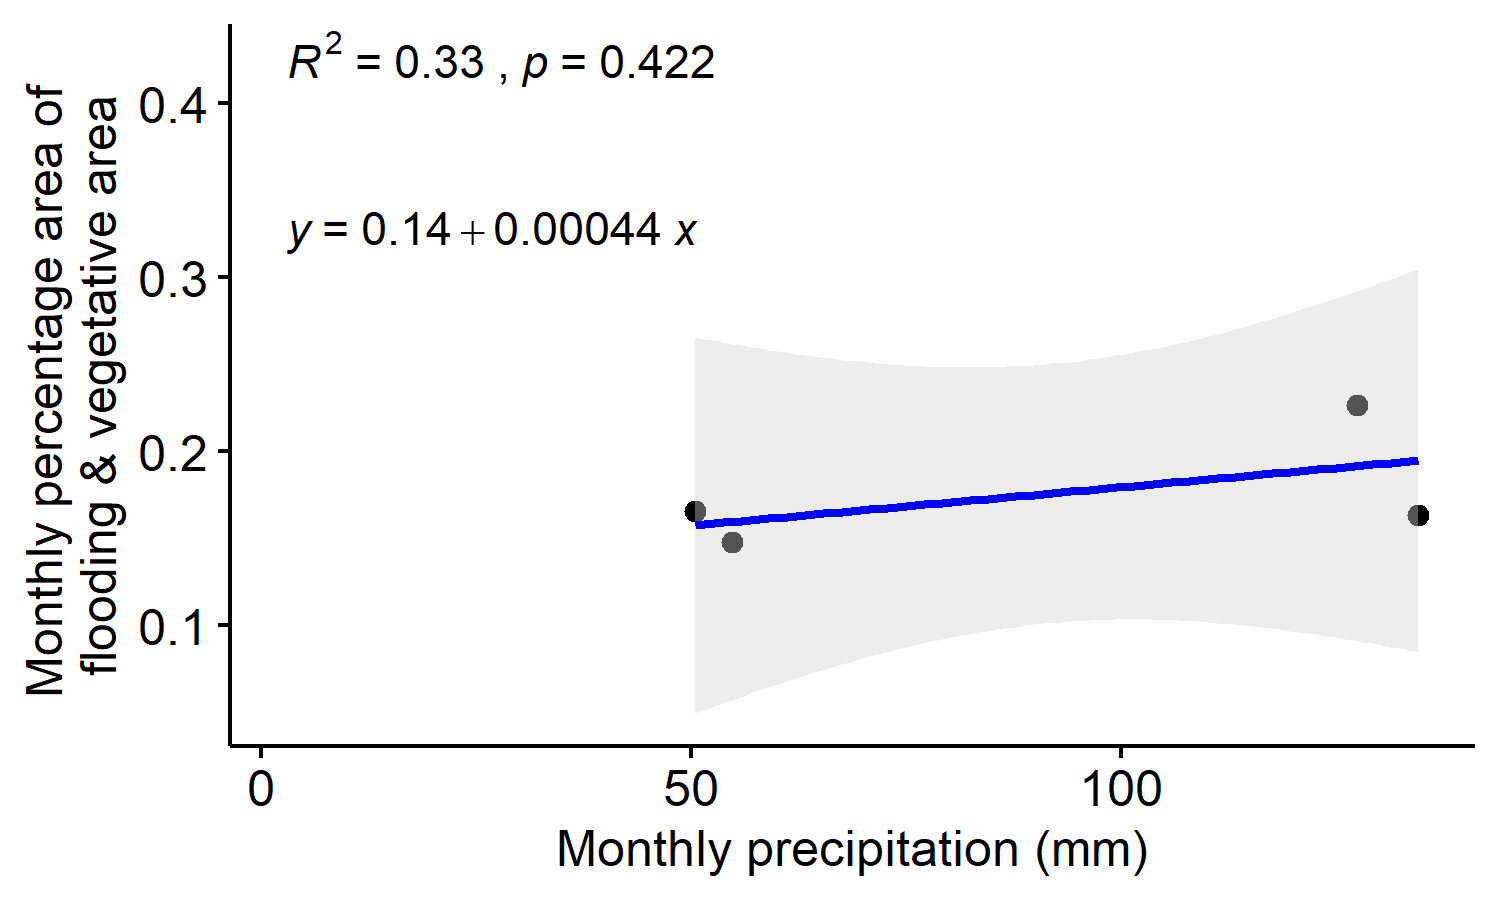 R² = 0.33 , p = 0.422
y = 0.14 + 0.00044 x
Monthly percentage area of
flooding & vegetative area
0.4
0.3
0.2
0.1
0
50
100
Monthly precipitation (mm)